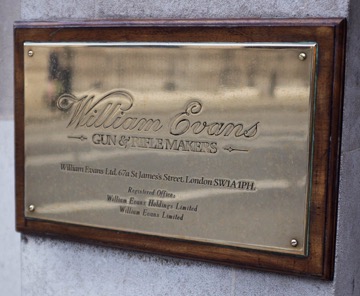 William Evans
GUN & RIFLE MAKERS
William Evans Ltd, 67a St James's Street, London SW1A 1PH.
Registered Office
William Evans Holdings Limited
William Evans Limited